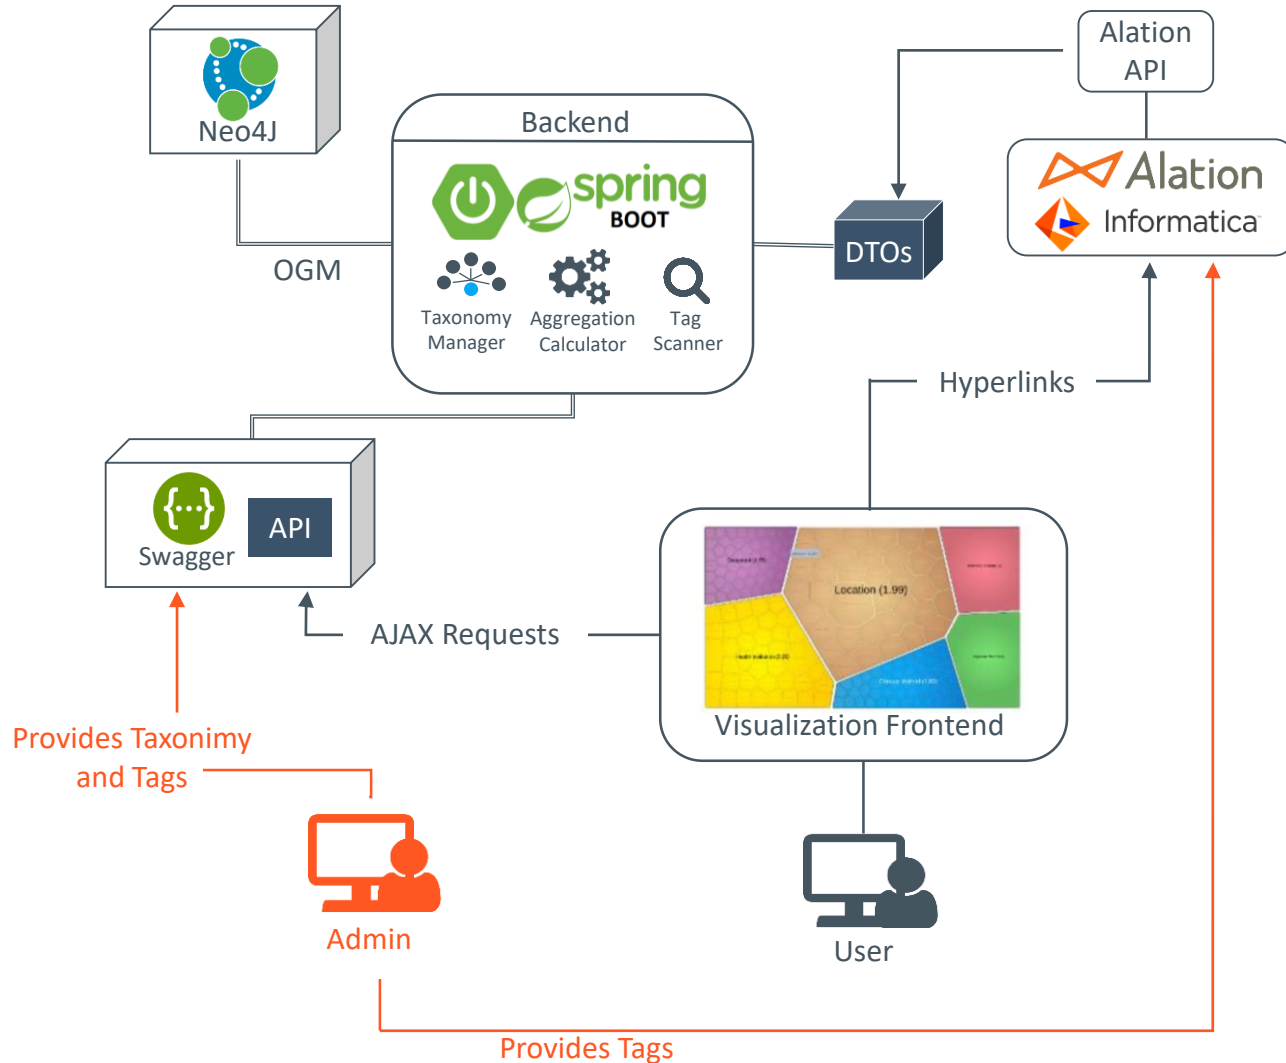 Neo4J
OGM
Backend
spring
BOOT
Taxonomy
Manager
Aggregation
Calculator
Tag
Scanner
DTOs
Alation
API
Alation
Informatica
Hyperlinks
{···}
Swagger
API
AJAX Requests
Location (1.99)
Visualization Frontend
Provides Taxonimy
and Tags
Admin
User
Provides Tags